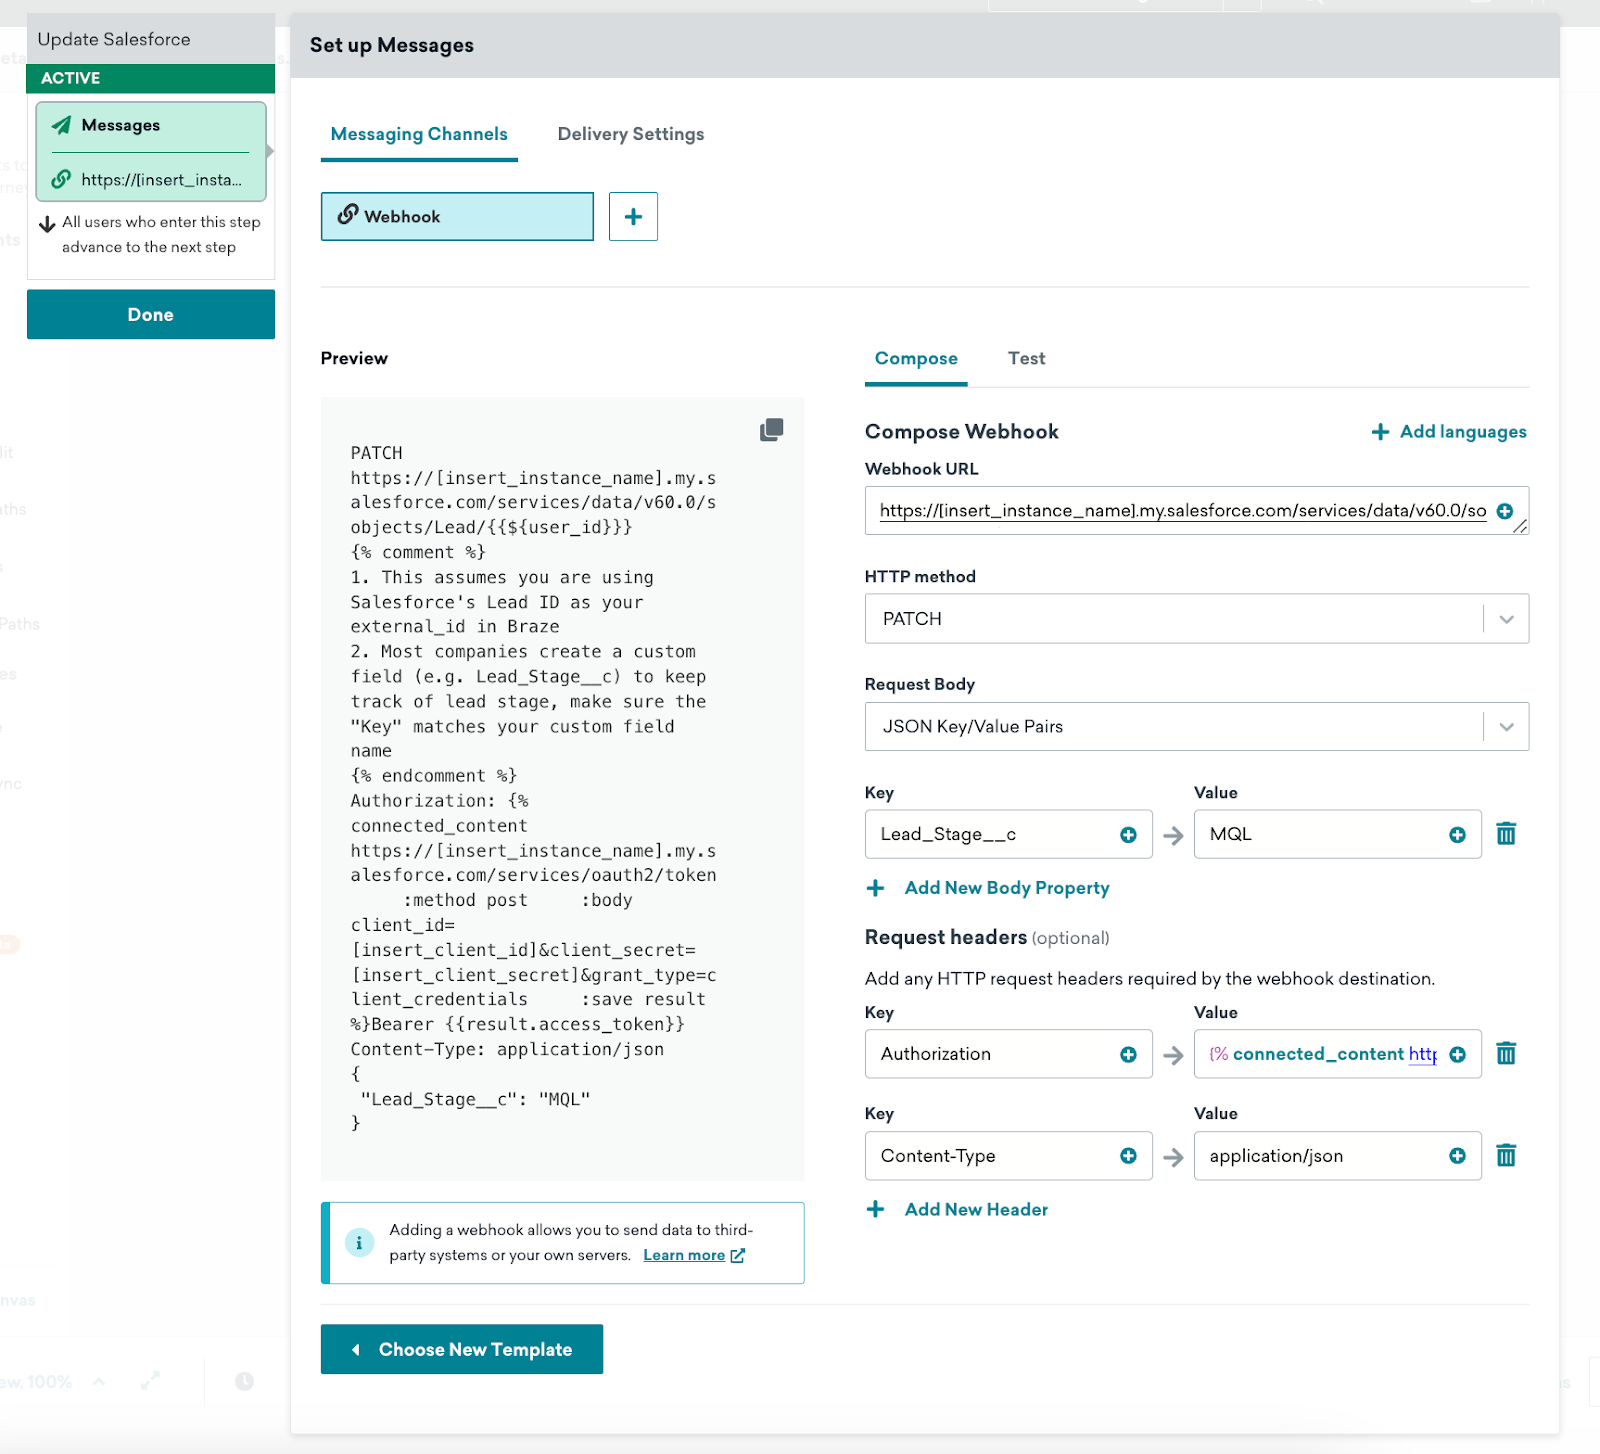 Update Salesforce
ACTIVE
Messages
https://[insert_insta...
All users who enter this step
advance to the next step
Done
Set up Messages
Messaging Channels
Delivery Settings
Webhook
Preview
PATCH
https://[insert_instance_name].my.s
alesforce.com/services/data/v60.0/s
objects/Lead/{{${user_id}}}
{% comment %}
1. This assumes you are using
Salesforce's Lead ID as your
external_id in Braze
2. Most companies create a custom
field (e.g. Lead_Stage__c) to keep
track of lead stage, make sure the
"Key" matches your custom field
name
{% endcomment %}
Authorization: {%
connected_content
https://[insert_instance_name].my.s
alesforce.com/services/oauth2/token
:method post :body
client_id=
[insert_client_id]&client_secret=
[insert_client_secret]&grant_type=c
lient_credentials :save result
%}Bearer {{result.access_token}}
Content-Type: application/json
{
"Lead_Stage__c": "MQL"
}
Adding a webhook allows you to send data to third-
party systems or your own servers. Learn more
Choose New Template
Compose
Test
Compose Webhook
Add languages
Webhook URL
https://[insert_instance_name].my.salesforce.com/services/data/v60.0/so
HTTP method
PATCH
Request Body
JSON Key/Value Pairs
Key
Value
Lead_Stage__c
MQL
Add New Body Property
Request headers (optional)
Add any HTTP request headers required by the webhook destination.
Key
Value
Authorization
{% connected_content http
Key
Value
Content-Type
application/json
Add New Header
ew, 100%